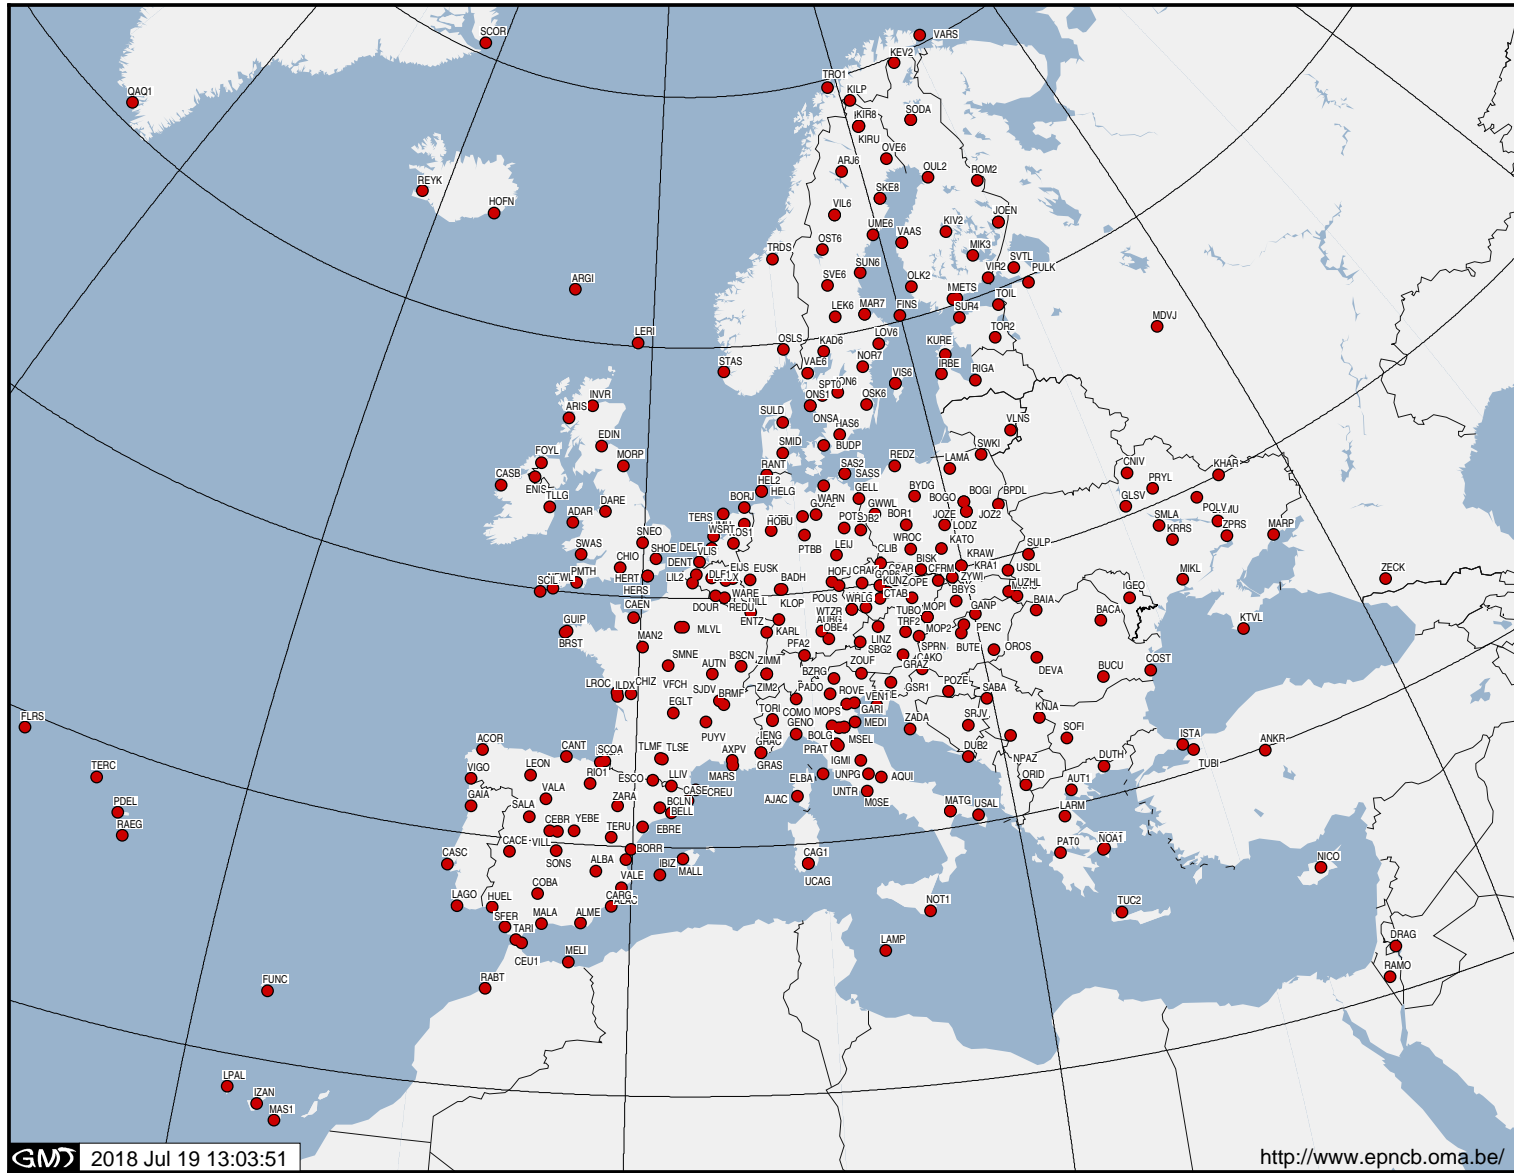 SCOR
VARS
KEV2
TRO1
KILP
QAQ1
KIR8
SODA
KIRU
OVE6
ARJ6
OUL2
ROM2
REYK
SKE8
HOFN
VIL6
JOEN
UME6
KIV2
VAAS
OST6
MIK3
TRDS
SVTL
SUN6
VIR2
PULK
ARGI
SVE6
OLK2
METS
TOIL
LEK6
MAR7
FINS
SUR4
MDVJ
LERI
OSLS
KAD6
LOV6
TOR2
KURE
STAS
VAE6
NOR7
IRBE
RIGA
SPT0
VIS6
INVR
ONS1
OSK6
ARIS
SULD
ONSA
HAS6
VLNS
EDIN
SMID
BUDP
SWKI
FOYL
MORP
RANT
SAS2
SASS
REDZ
LAMA
CNIV
KHAR
CASB
HEL2
HELG
GELL
PRYL
TLLG
DARE
BORJ
WARN
BYDG
BOGO
BOGI
BPDL
GLSV
POLV
ADAR
TERS
HOBU
POTS
GWWL
BOR1
JOZE
JOZ2
LODZ
SMLA
KRRS
ZPRS
MARP
SNEO
WSRT
PTBB
SWAS
SHOE
DELF
VLIS
LEIJ
WROC
KATO
SULP
CHIO
DENT
CLIB
BISK
KRAW
KRA1
USDL
MIKL
ZECK
SCIL
PMTH
HERT
HERS
LIL2
DLF1
EIJS
EUSK
BADH
HOFJ
KUNZ
CFRM
ZYWI
IGEO
DOUR
WARE
REDU
KLOP
POUS
CTAB
BBYS
BAIA
BACA
KTVL
GUIP
CAEN
ENTZ
WTZR
TUBO
MOPI
GANP
BRST
MAN2
MLVL
KARL
OBE4
TRF2
MOP2
PENC
PFA2
LINZ
SPRN
BUTE
OROS
SMNE
AUTN
BSCN
ZIMM
SBG2
CAKO
DEVA
BUCU
COST
LROC
ILDX
CHIZ
VFCH
SJDV
BRMF
ZIM2
BZRG
ZOUF
GRAZ
GSR1
POZE
SABA
EGLT
PADO
ROVE
VEN1
FLRS
ACOR
PUYV
TORI
COMO
MOPS
GARI
ZADA
SRJV
KNJA
SOFI
IENG
GENO
MEDI
CANT
SCOA
TLMF
TLSE
AXPV
BOLG
MSEL
DUB2
ISTA
ANKR
TERC
LEON
GRAS
PRAT
NPAZ
TUBI
VIGO
RIO1
ESCO
LLIV
MARS
IGMI
DUTH
PDEL
GAIA
VALA
ZARA
CREU
ELBA
UNPG
AQUI
ORID
AUT1
RAEG
SALA
BCLN
BELL
AJAC
UNTR
M0SE
MATG
USAL
LARM
CEBR
YEBE
TERU
EBRE
CASC
CACE
VILL
SONS
BORR
PAT0
NOA1
COBA
ALBA
VALE
IBIZ
MALL
CAG1
UCAG
NICO
LAGO
HUEL
CARG
SFER
MALA
ALME
NOT1
TUC2
TARI
CEU1
MELI
LAMP
DRAG
RAMO
FUNC
RABT
LPAL
IZAN
MAS1
GMT 2018 Jul 19 13:03:51
http://www.epncb.oma.be/